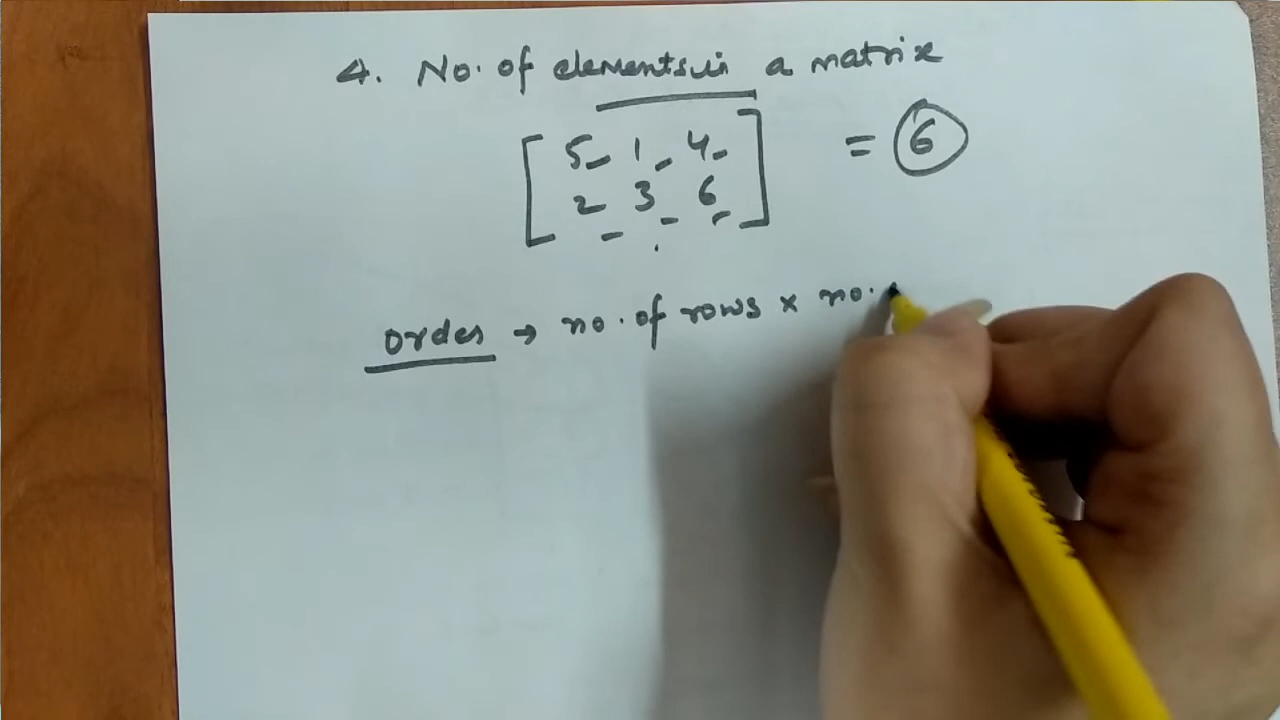 4. No. of elements in a matrix
[ 5 1 4 ] = 6
[ 2 3 6 ]
order → no. of rows x no.